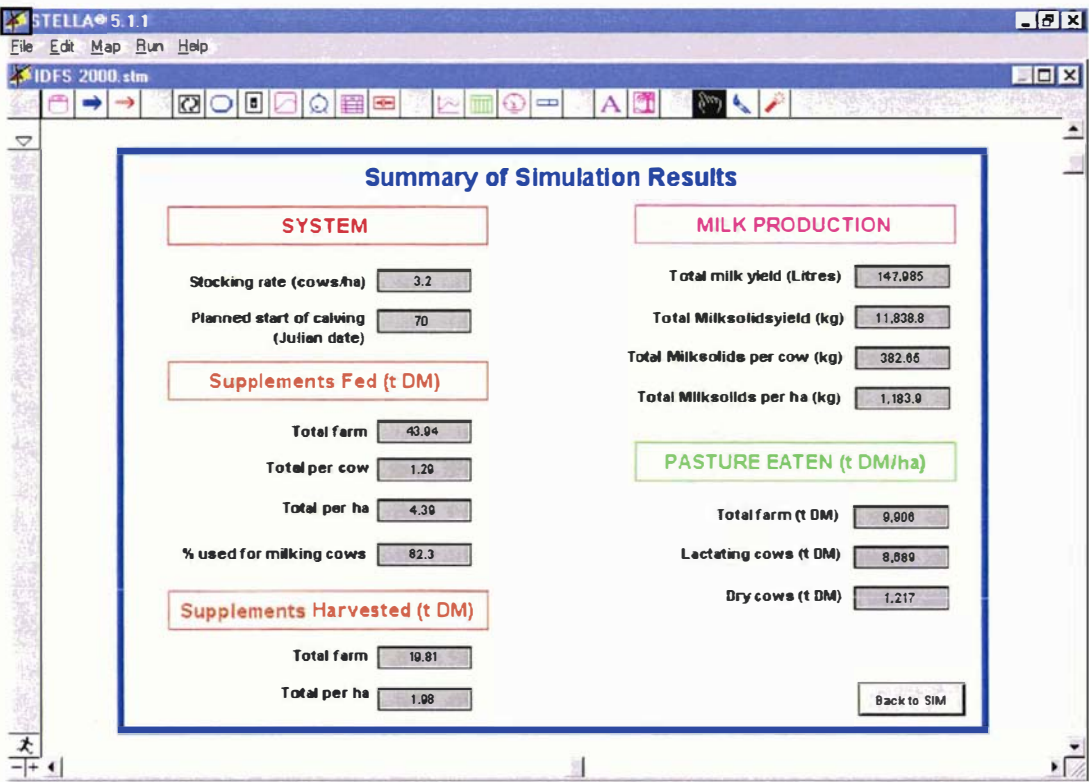 STELLA® 5.1.1
File Edit Map Run Help
IDFS 2000.stm
A
Summary of Simulation Results
SYSTEM
Stocking rate (cows/ha) 3.2
Planned start of calving
(Julian date) 70
Supplements Fed (t DM)
Total farm 43.94
Total per cow 1.29
Total per ha 4.39
% used for milking cows 82.3
Supplements Harvested (t DM)
Total farm 19.81
Total per ha 1.98
MILK PRODUCTION
Total milk yield (Litres) 147,985
Total Milksolidsyield (kg) 11,838.8
Total Milksolids per cow (kg) 382.65
Total Milksolids per ha (kg) 1,183.9
PASTURE EATEN (t DM/ha)
Total farm (t DM) 9,906
Lactating cows (t DM) 8,689
Dry cows (t DM) 1,217
Back to SIM